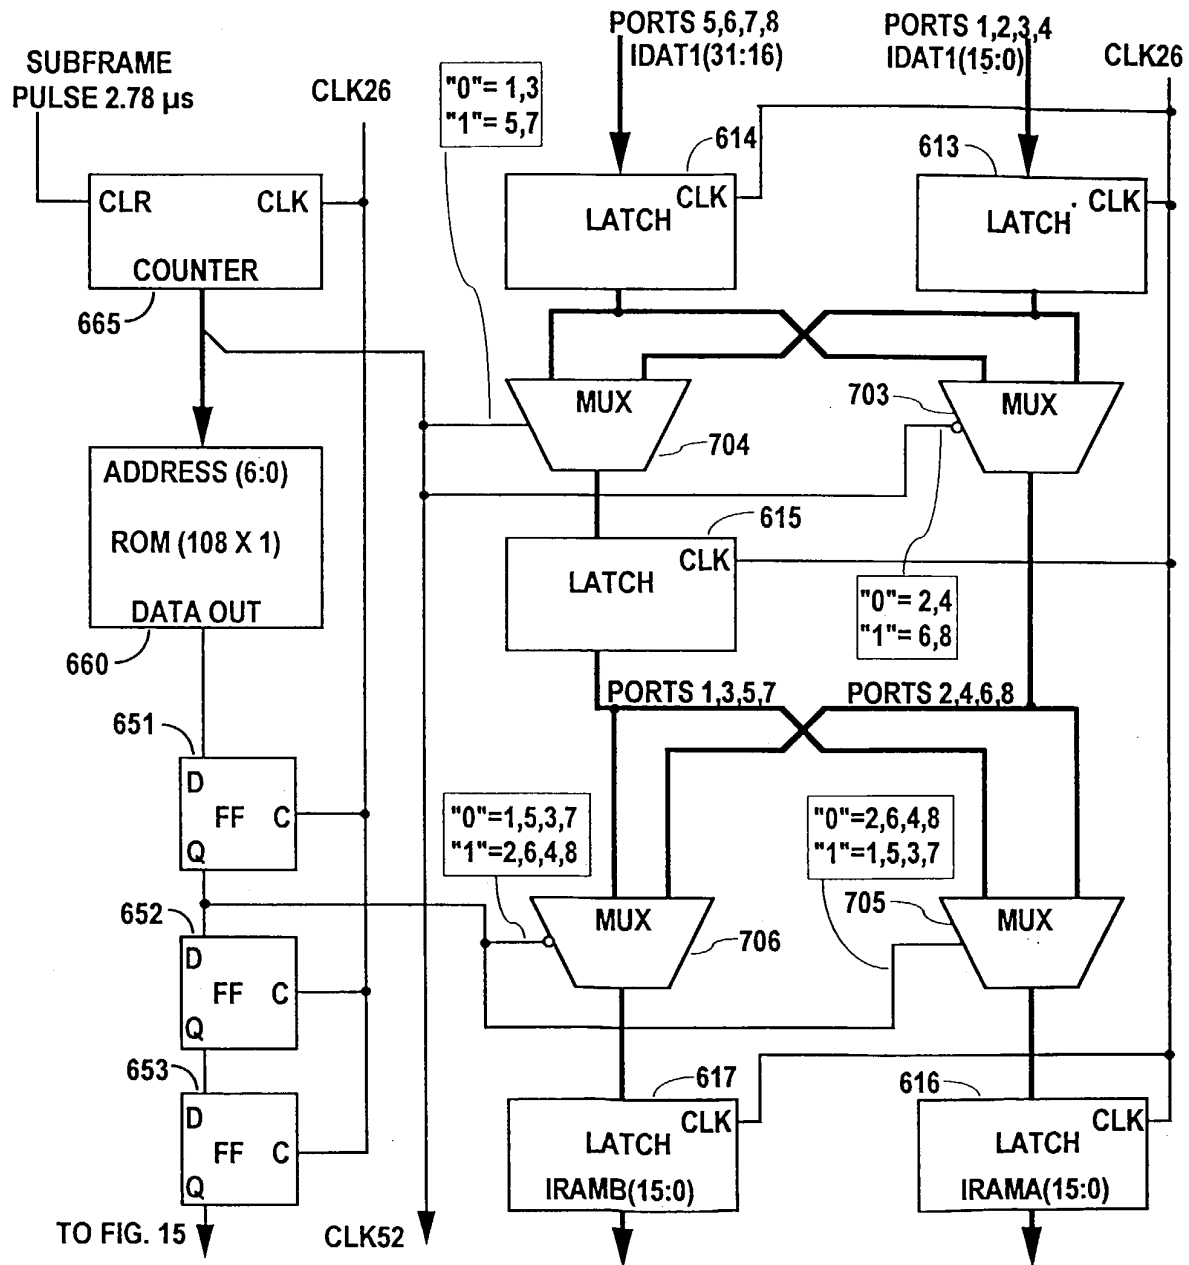 SUBFRAME
PULSE 2.78 µs
CLK26
PORTS 5,6,7,8
IDAT1(31:16)
PORTS 1,2,3,4
IDAT1(15:0)
CLK26
"0"= 1,3
"1"= 5,7
614
613
CLR
CLK
COUNTER
665
CLK
LATCH
CLK
LATCH
MUX
704
703
MUX
ADDRESS (6:0)
ROM (108 X 1)
DATA OUT
660
615
CLK
LATCH
"0"= 2,4
"1"= 6,8
PORTS 1,3,5,7
PORTS 2,4,6,8
651
D
FF
C
Q
"0"=1,5,3,7
"1"=2,6,4,8
"0"=2,6,4,8
"1"=1,5,3,7
652
D
FF
C
Q
MUX
706
705
MUX
653
D
FF
C
Q
617
CLK
LATCH
IRAMB(15:0)
616
CLK
LATCH
IRAMA(15:0)
TO FIG. 15
CLK52